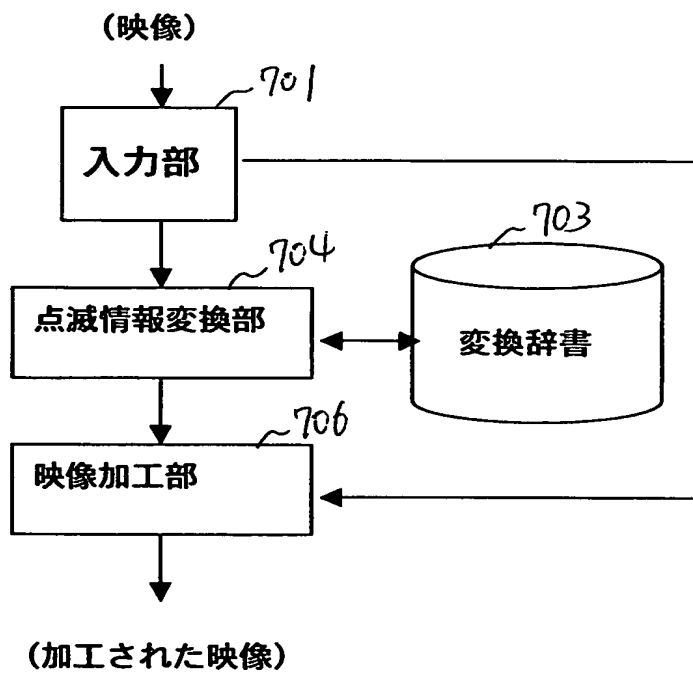 (映像)
701
入力部
703
704
点滅情報変換部
変換辞書
706
映像加工部
(加工された映像)